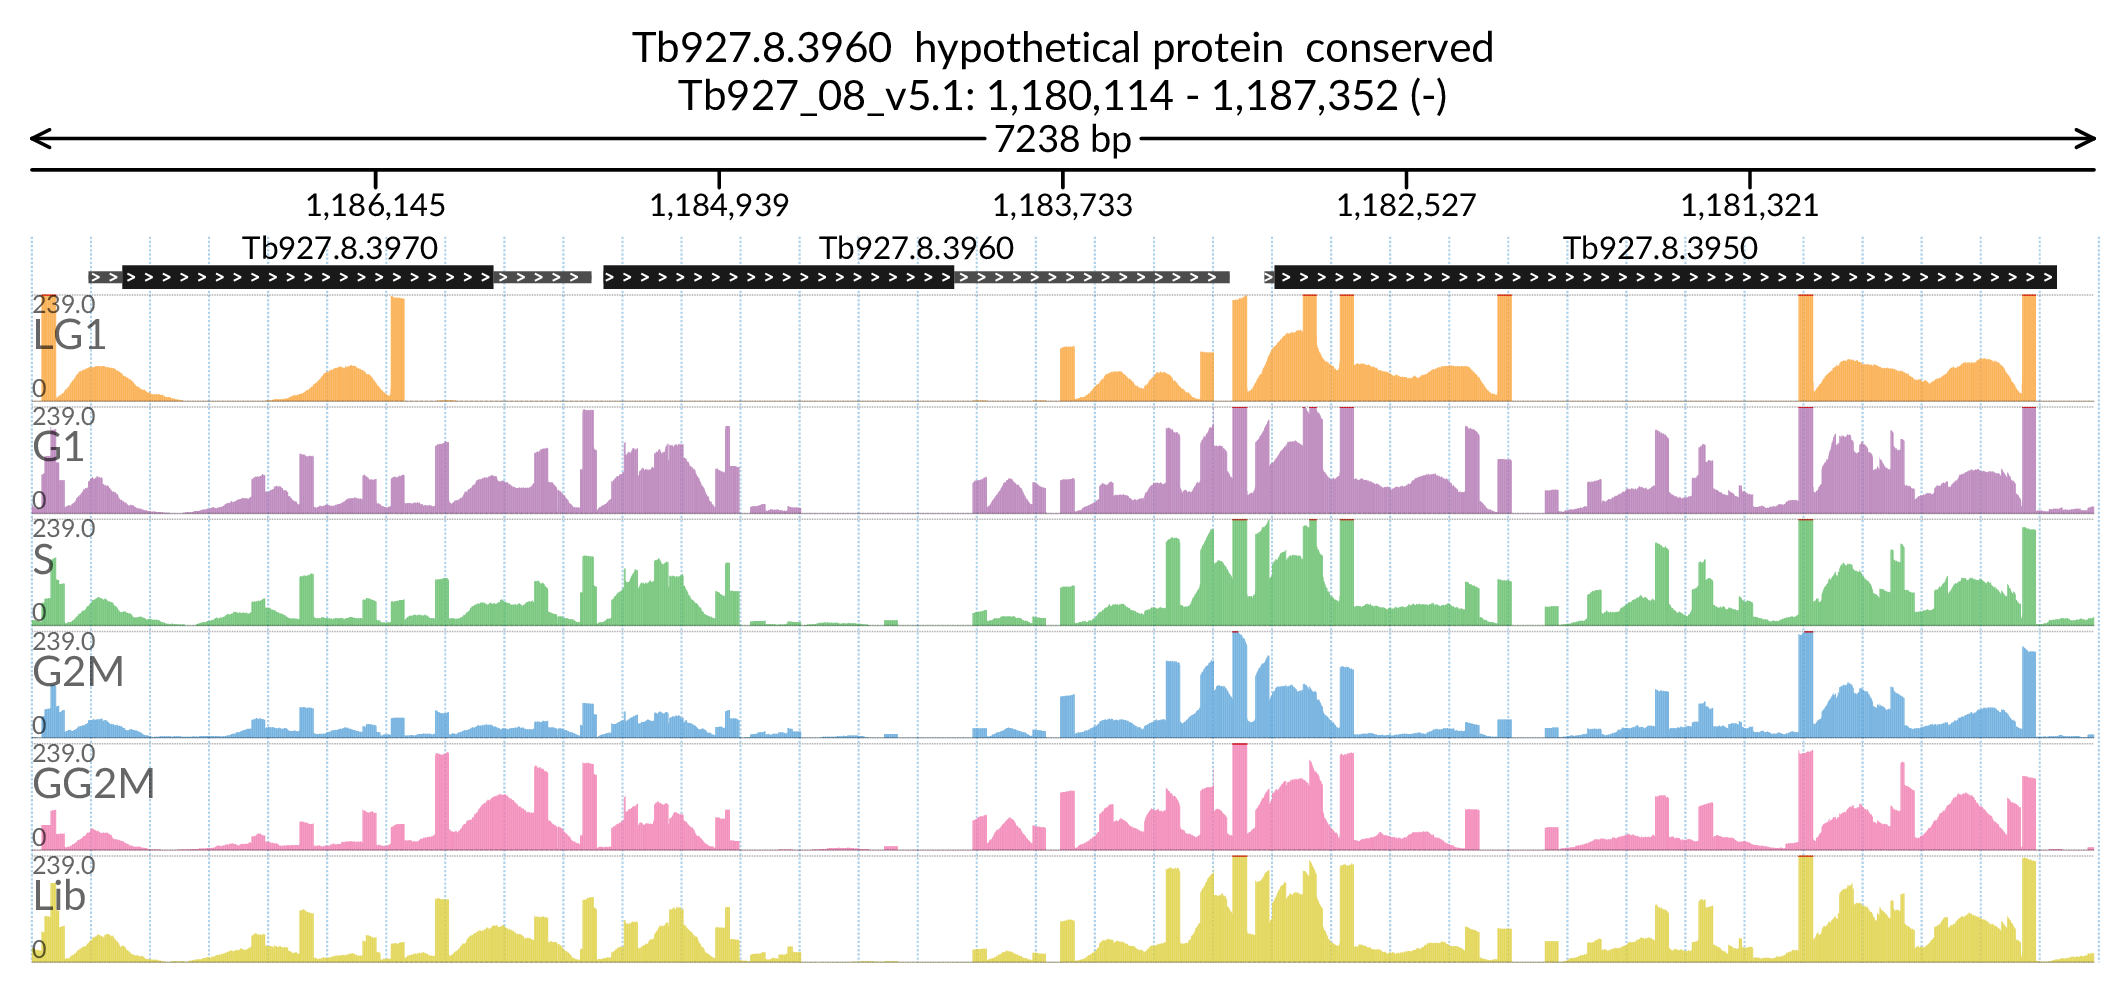 Tb927.8.3960  hypothetical protein  conserved
Tb927_08_v5.1: 1,180,114 - 1,187,352 (-)
7238 bp
1,186,145 1,184,939 1,183,733 1,182,527 1,181,321
Tb927.8.3970 Tb927.8.3960 Tb927.8.3950
239.0
LG1
0
239.0
G1
0
239.0
S
0
239.0
G2M
0
239.0
GG2M
0
239.0
Lib
0